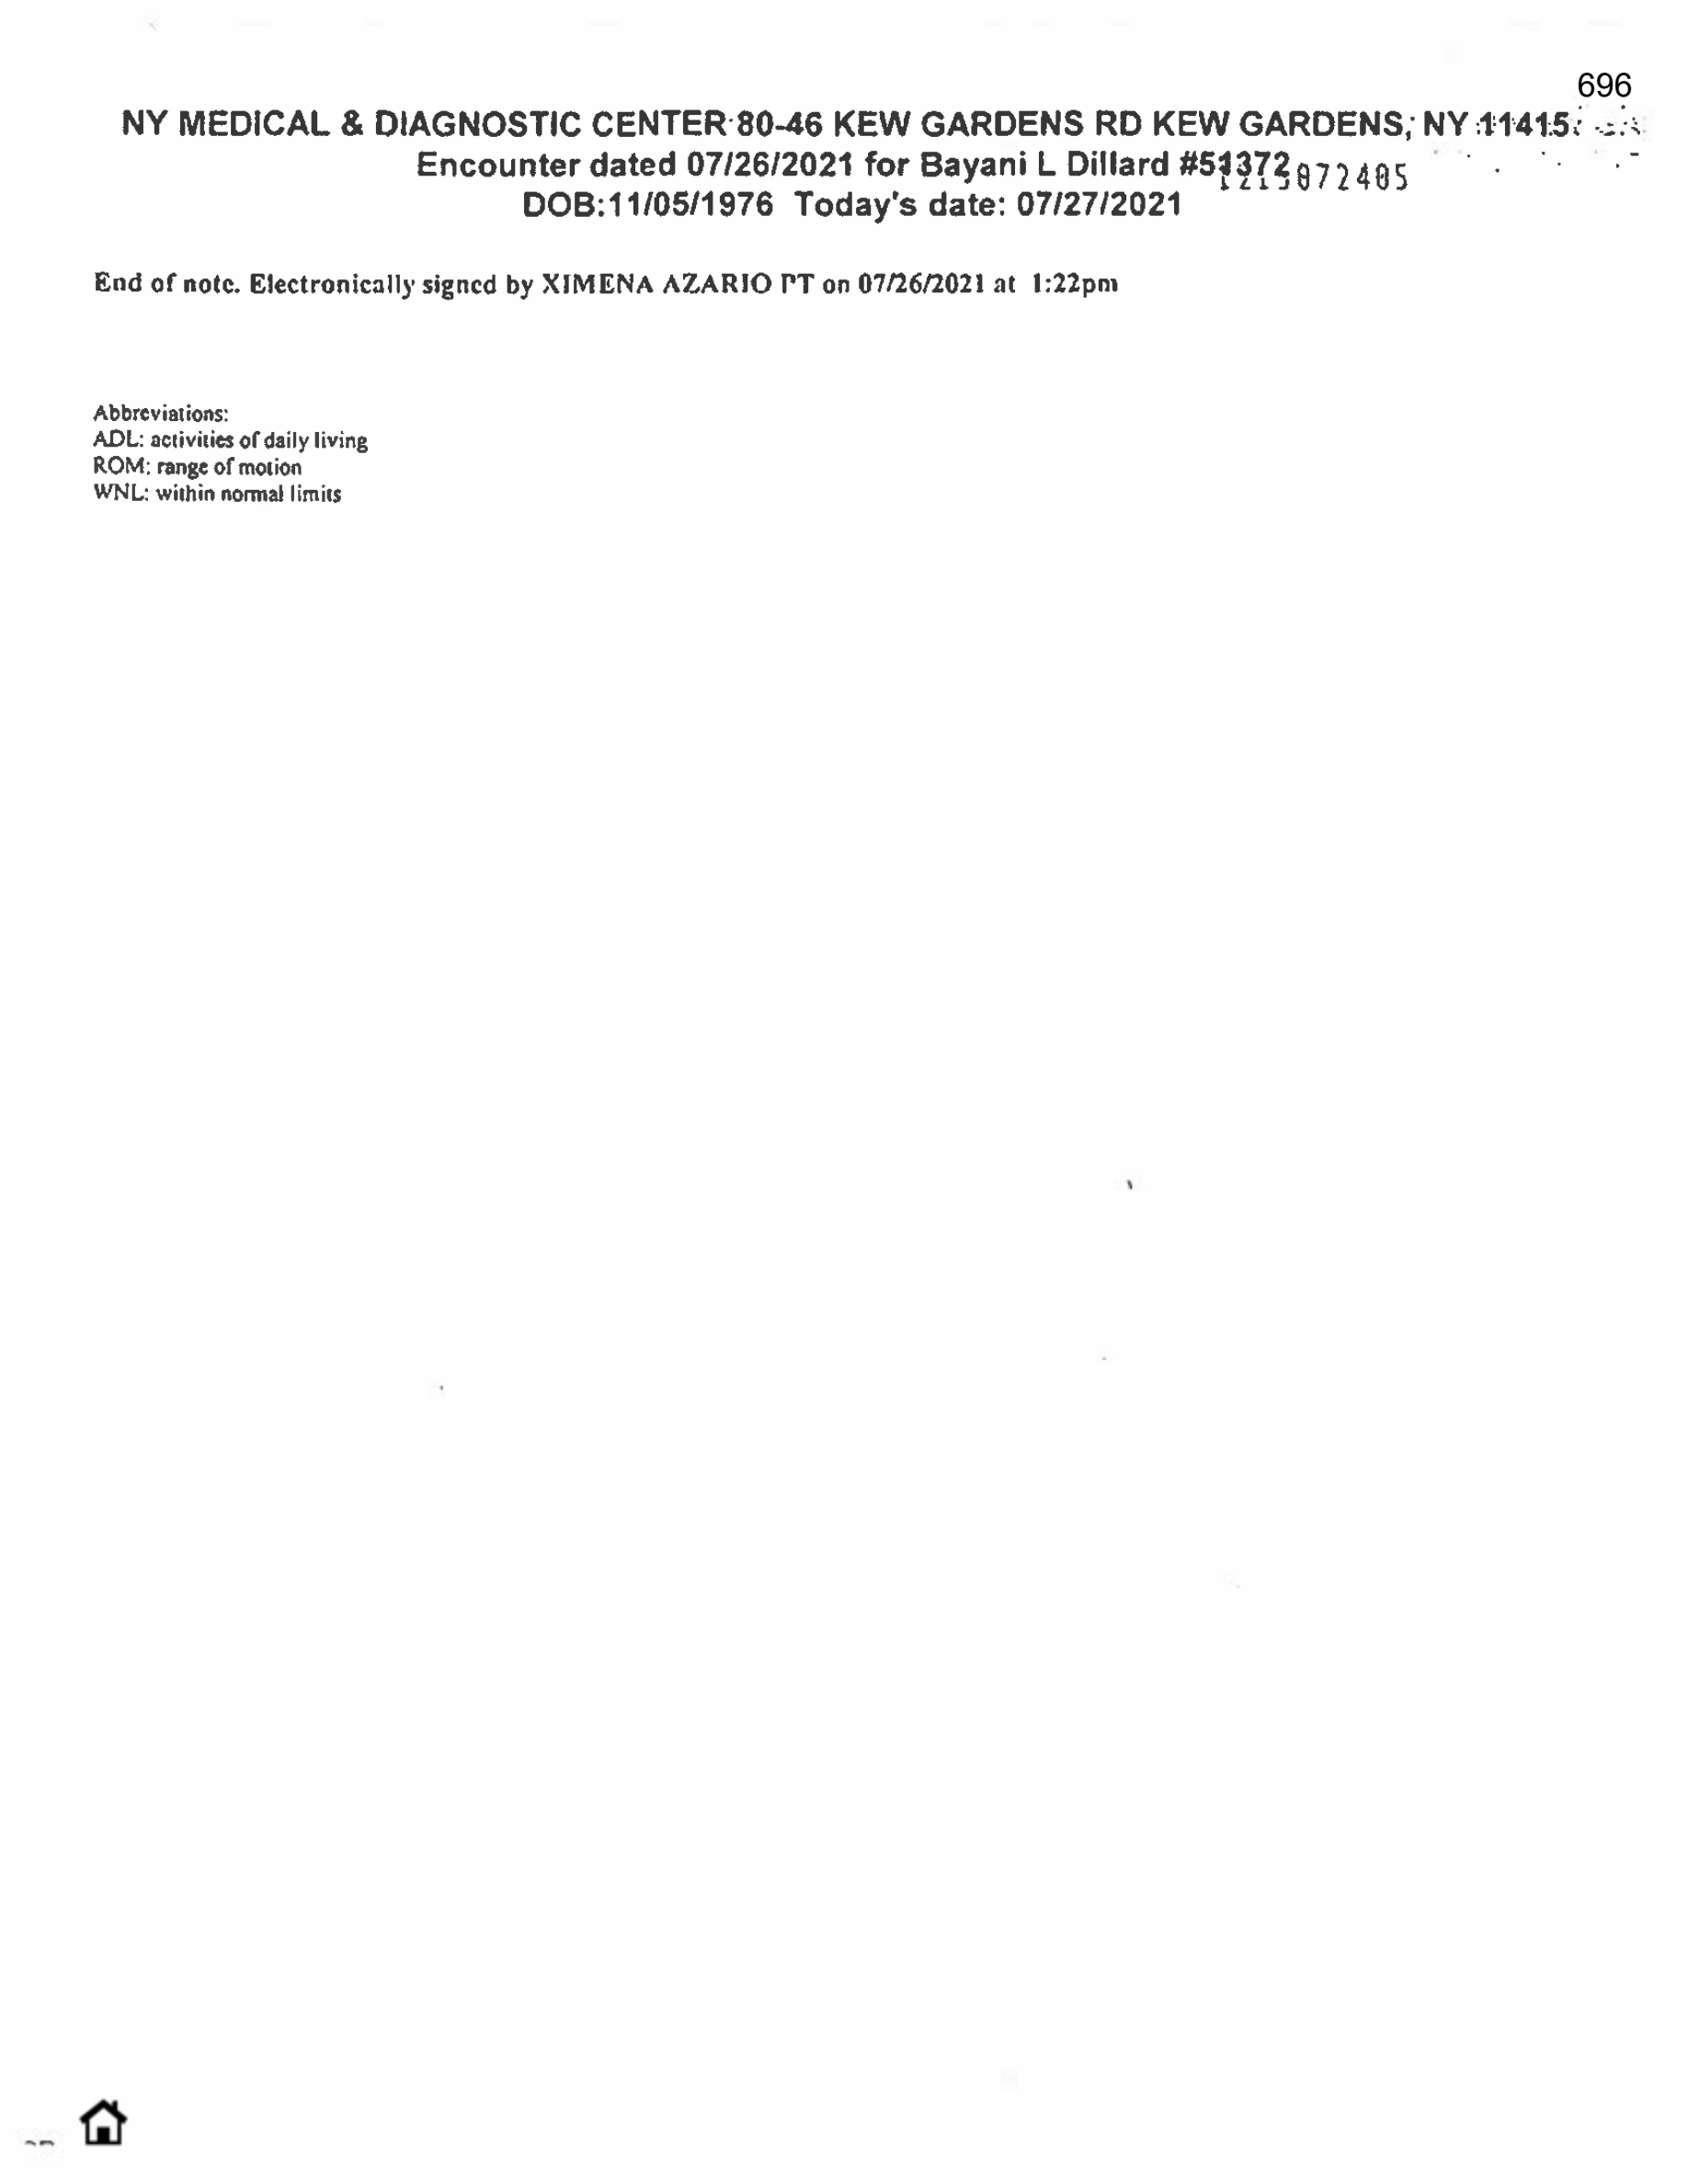 696
NY MEDICAL & DIAGNOSTIC CENTER 80-46 KEW GARDENS RD KEW GARDENS, NY 11415
Encounter dated 07/26/2021 for Bayani L Dillard #51372
072405
DOB:11/05/1976 Today's date: 07/27/2021
End of note. Electronically signed by XIMENA AZARIO PT on 07/26/2021 at 1:22pm
Abbreviations:
ADL: activities of daily living
ROM: range of motion
WNL: within normal limits